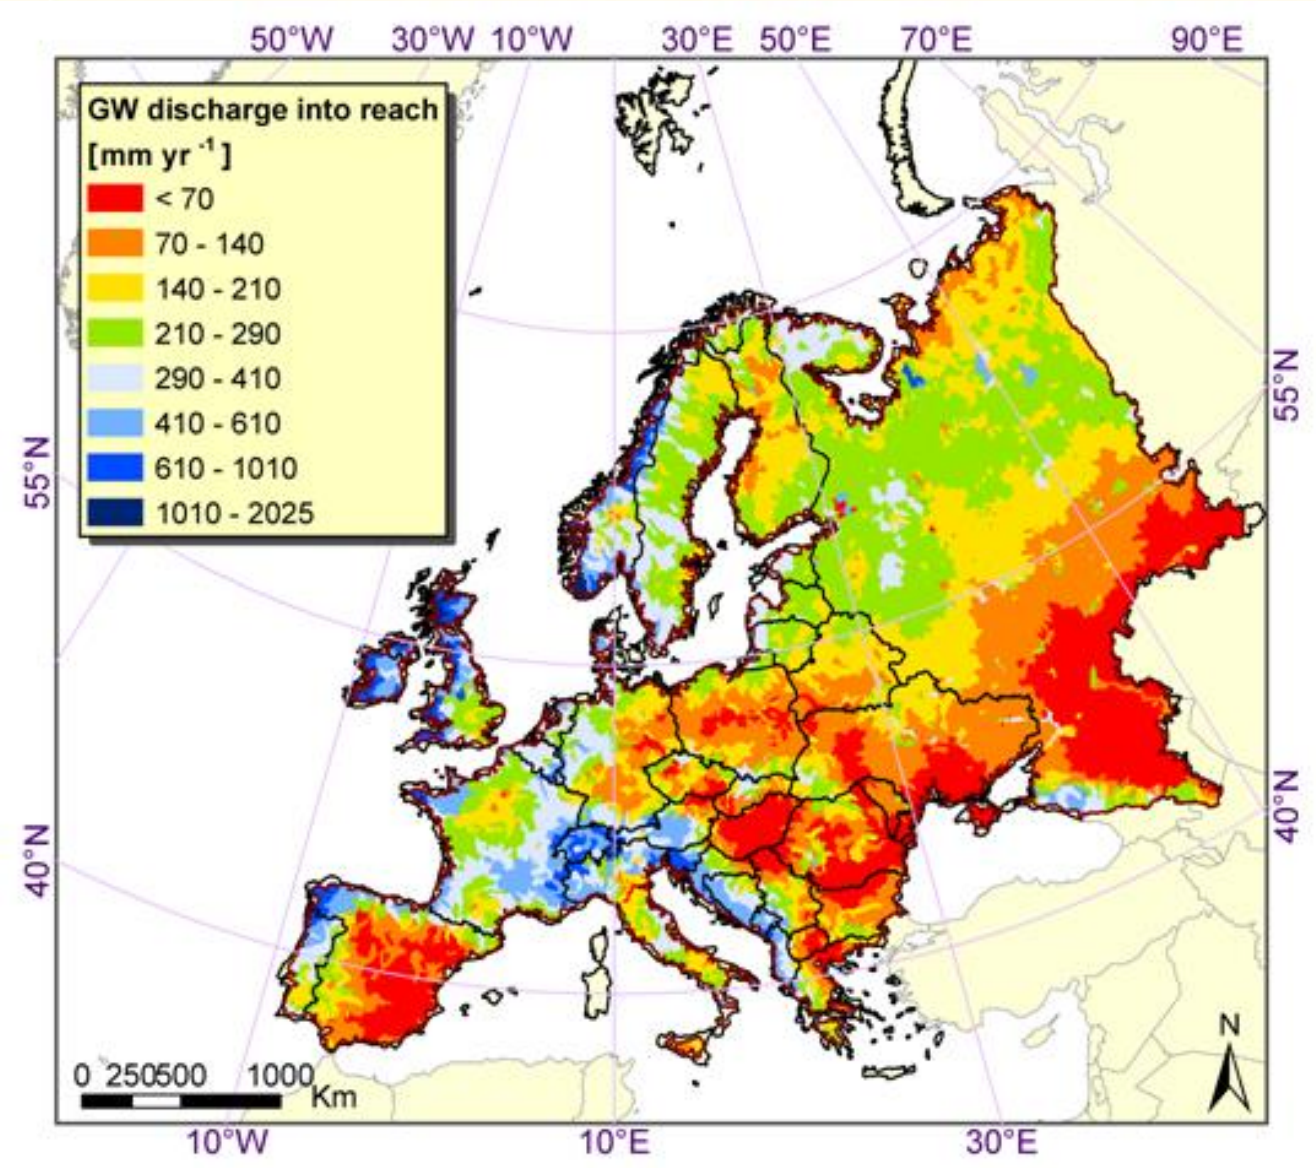 50°W 30°W 10°W 30°E 50°E 70°E 90°E
GW discharge into reach
[mm yr -1 ]
< 70
70 - 140
140 - 210
210 - 290
290 - 410
410 - 610
610 - 1010
1010 - 2025
55°N
55°N
40°N
40°N
N
0 250500 1000
Km
10°W 10°E 30°E